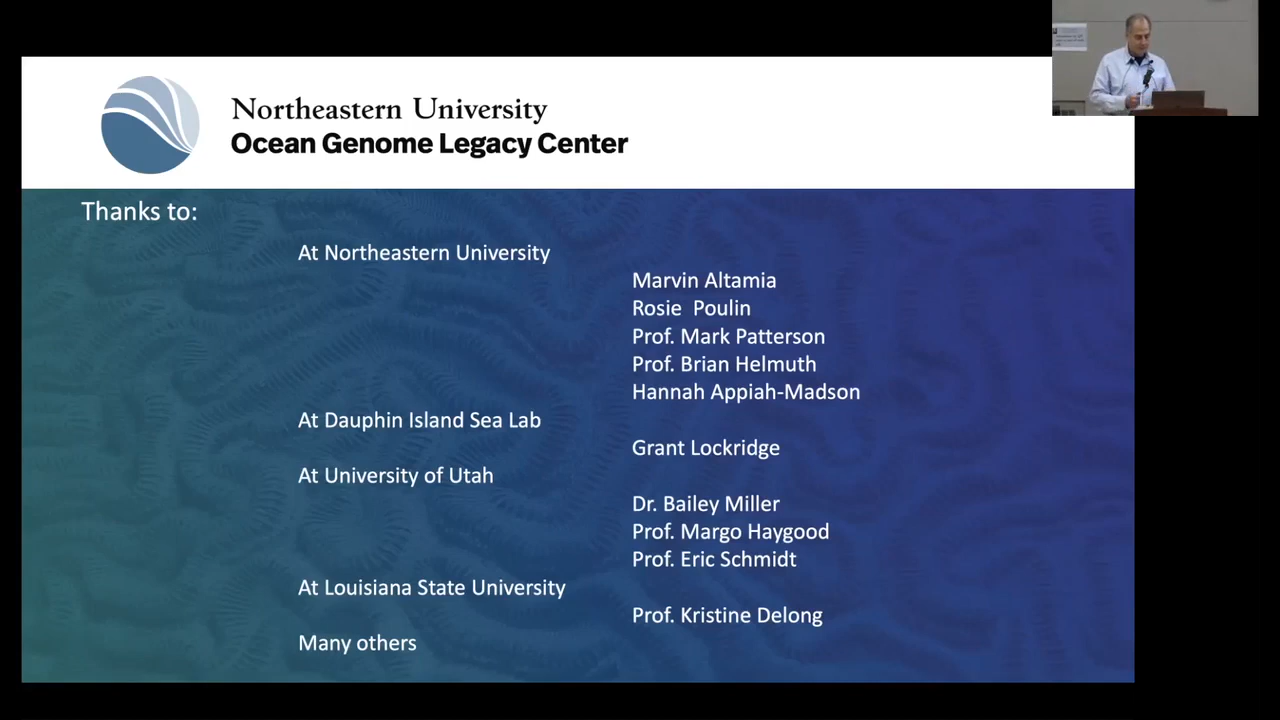 Northeastern University
Ocean Genome Legacy Center
Thanks to:
At Northeastern University
Marvin Altamia
Rosie  Poulin
Prof. Mark Patterson
Prof. Brian Helmuth
Hannah Appiah-Madson
At Dauphin Island Sea Lab
Grant Lockridge
At University of Utah
Dr. Bailey Miller
Prof. Margo Haygood
Prof. Eric Schmidt
At Louisiana State University
Prof. Kristine Delong
Many others